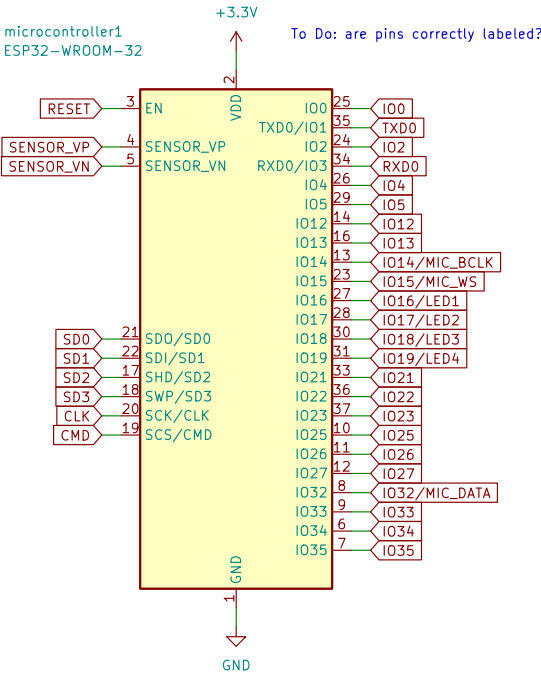 +3.3V
microcontroller1
ESP32-WROOM-32
To Do: are pins correctly labeled?
2
VDD
RESET 3 EN
IO0 25 IO0
TXD0/IO1 35 TXD0
SENSOR_VP 4 SENSOR_VP
IO2 24 IO2
SENSOR_VN 5 SENSOR_VN
RXD0/IO3 34 RXD0
IO4 26 IO4
IO5 29 IO5
IO12 14 IO12
IO13 16 IO13
IO14 13 IO14/MIC_BCLK
IO15 23 IO15/MIC_WS
IO16 27 IO16/LED1
IO17 28 IO17/LED2
SD0 21 SDO/SD0
IO18 30 IO18/LED3
SD1 22 SDI/SD1
IO19 31 IO19/LED4
SD2 17 SHD/SD2
IO21 33 IO21
SD3 18 SWP/SD3
IO22 36 IO22
CLK 20 SCK/CLK
IO23 37 IO23
CMD 19 SCS/CMD
IO25 10 IO25
IO26 11 IO26
IO27 12 IO27
IO32 8 IO32/MIC_DATA
IO33 9 IO33
IO34 6 IO34
IO35 7 IO35
GND
1
GND